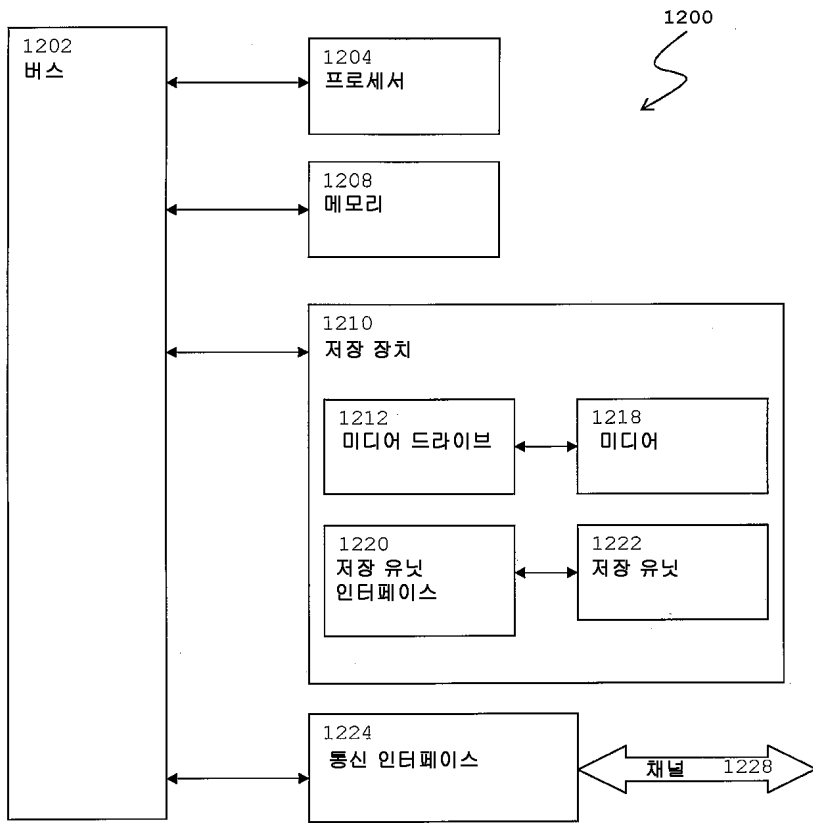 1200
1202
버스
1204
프로세서
1208
메모리
1210
저장 장치
1212
미디어 드라이브
1218
미디어
1220
저장 유닛
인터페이스
1222
저장 유닛
1224
통신 인터페이스
채널 1228